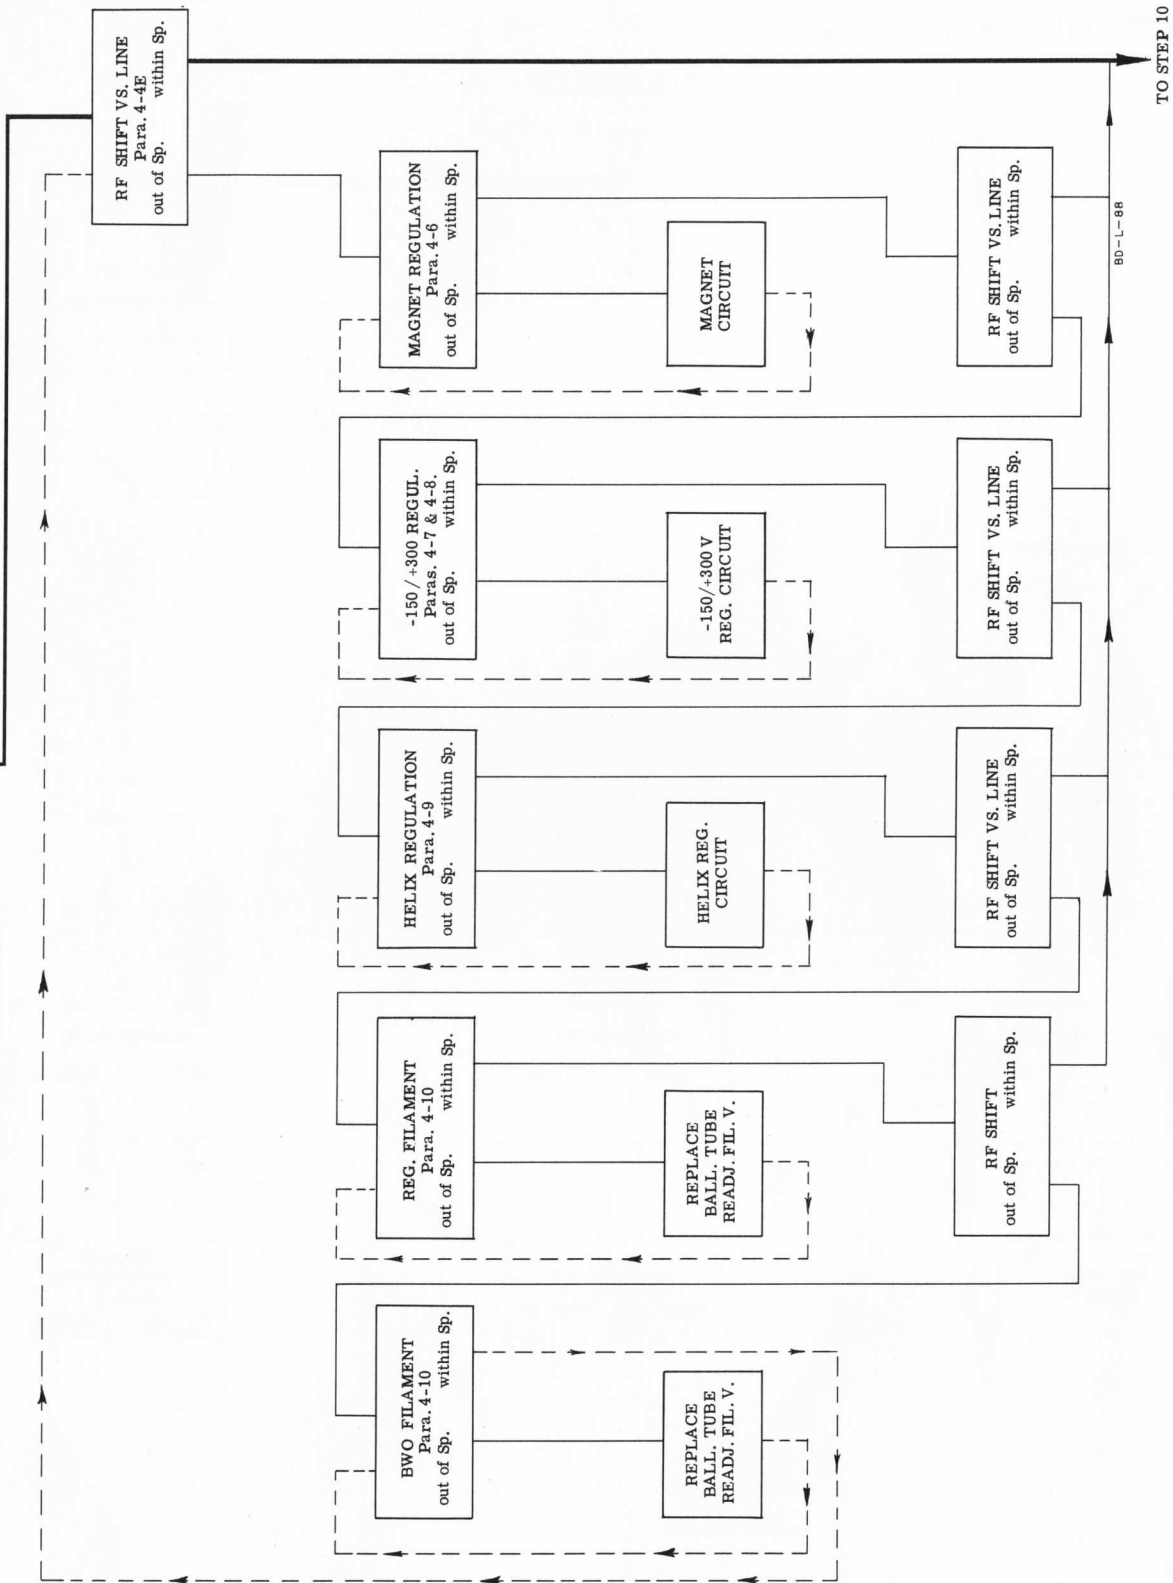 RF SHIFT VS. LINE
Para. 4-4E
out of Sp. within Sp.
MAGNET REGULATION
Para. 4-6
out of Sp. within Sp.
MAGNET
CIRCUIT
RF SHIFT VS. LINE
out of Sp. within Sp.
-150/+300 REGUL.
Paras. 4-7 & 4-8.
out of Sp. within Sp.
-150/+300 V
REG. CIRCUIT
RF SHIFT VS. LINE
out of Sp. within Sp.
HELIX REGULATION
Para. 4-9
out of Sp. within Sp.
HELIX REG.
CIRCUIT
RF SHIFT VS. LINE
out of Sp. within Sp.
REG. FILAMENT
Para. 4-10
out of Sp. within Sp.
REPLACE
BALL. TUBE
READJ. FIL. V.
RF SHIFT
out of Sp. within Sp.
BWO FILAMENT
Para. 4-10
out of Sp. within Sp.
REPLACE
BALL. TUBE
READJ. FIL. V.
BD-L-88
TO STEP 10